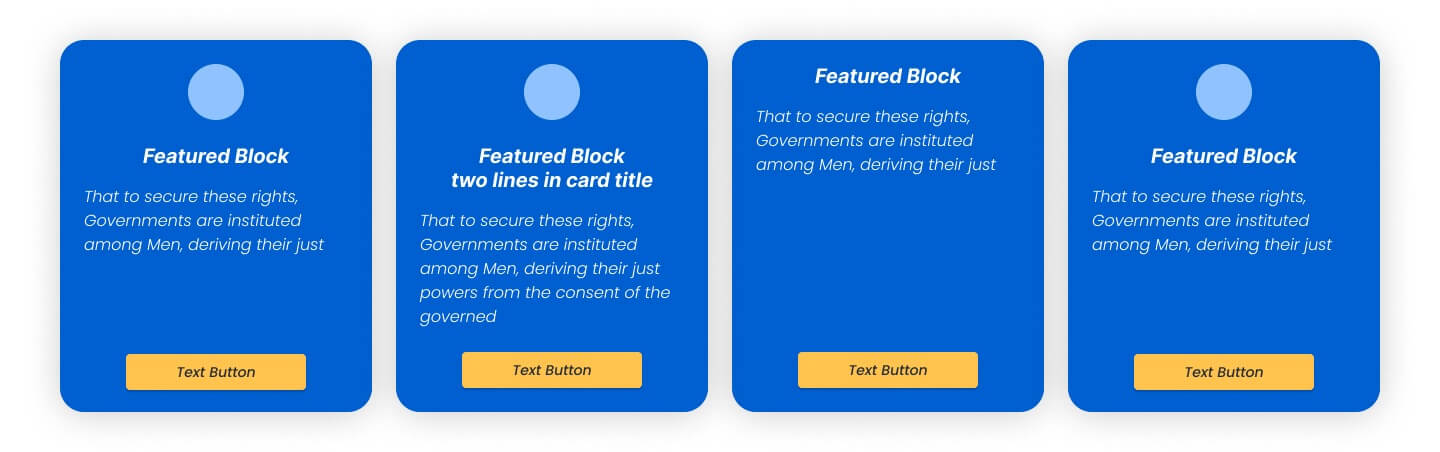 Featured Block
That to secure these rights,
Governments are instituted
among Men, deriving their just
Text Button
Featured Block
two lines in card title
That to secure these rights,
Governments are instituted
among Men, deriving their just
powers from the consent of the
governed
Text Button
Featured Block
That to secure these rights,
Governments are instituted
among Men, deriving their just
Text Button
Featured Block
That to secure these rights,
Governments are instituted
among Men, deriving their just
Text Button